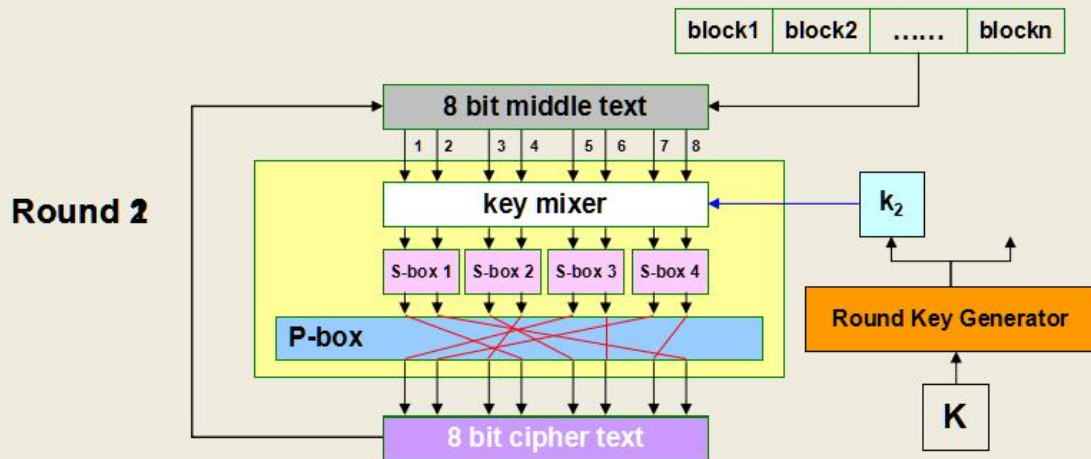 block1 block2 ...... blockn
8 bit middle text
1 2 3 4 5 6 7 8
Round 2
key mixer
k2
S-box 1 S-box 2 S-box 3 S-box 4
Round Key Generator
P-box
K
8 bit cipher text